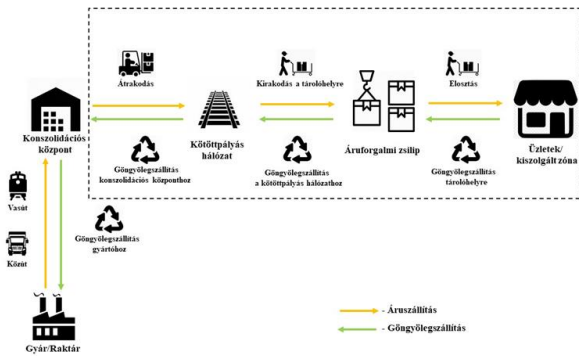 Átrakodás
Kirakodás a tárolóhelyre
Elosztás
Konszolidációs
központ
Kötöttpályás
hálózat
Áruforgalmi zsilip
Üzletek/
kiszolgált zóna
Göngyölegszállítás
konszolidációs központhoz
Göngyölegszállítás
a kötöttpályás hálózathoz
Göngyölegszállítás
tárolóhelyre
Vasút
Közút
Göngyölegszállítás
gyártóhoz
Gyár/Raktár
- Áruszállítás
- Göngyölegszállítás